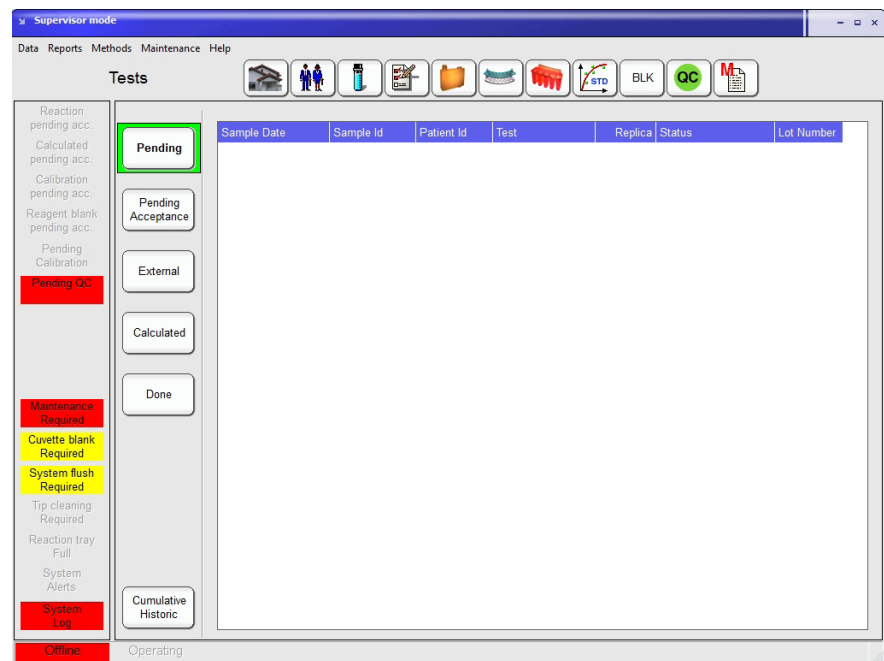 Supervisor mode
Data Reports Methods Maintenance Help
Tests
STD
BLK
QC
M
Reaction
pending acc.
Calculated
pending acc.
Calibration
pending acc.
Reagent blank
pending acc.
Pending
Calibration
Pending QC
Maintenance
Required
Cuvette blank
Required
System flush
Required
Tip cleaning
Required
Reaction tray
Full
System
Alerts
System
Log
Pending
Pending
Acceptance
External
Calculated
Done
Cumulative
Historic
Sample Date Sample Id Patient Id Test Replica Status Lot Number
Offline Operating